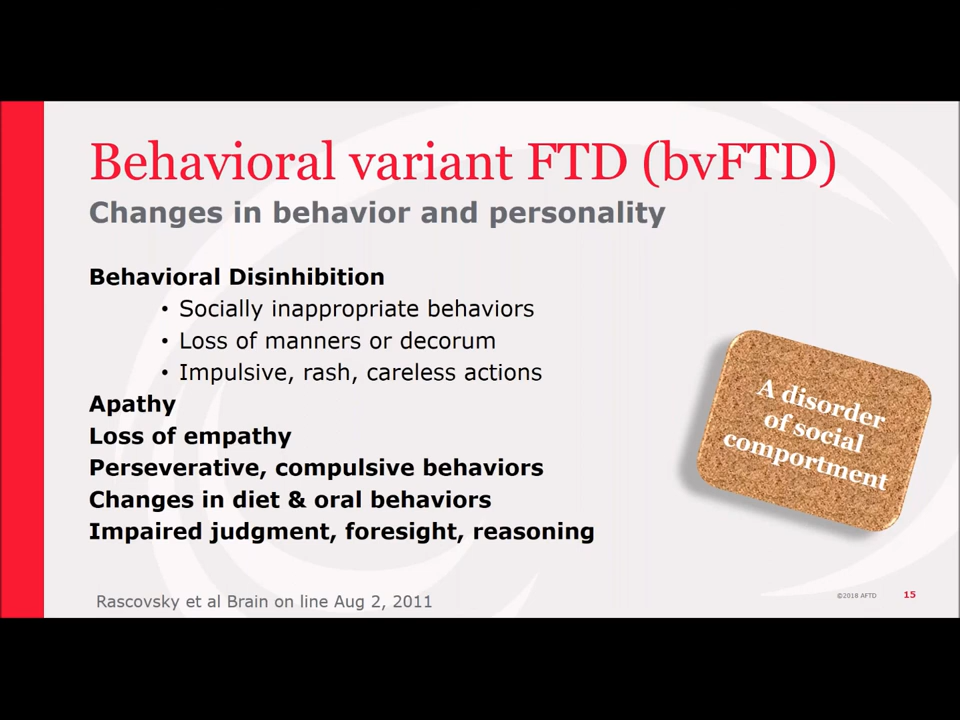 Behavioral variant FTD (bvFTD)
Changes in behavior and personality
Behavioral Disinhibition
• Socially inappropriate behaviors
• Loss of manners or decorum
• Impulsive, rash, careless actions
Apathy
Loss of empathy
Perseverative, compulsive behaviors
Changes in diet & oral behaviors
Impaired judgment, foresight, reasoning
A disorder
of social
comportment
Rascovsky et al Brain on line Aug 2, 2011
©2018 AFTD
15